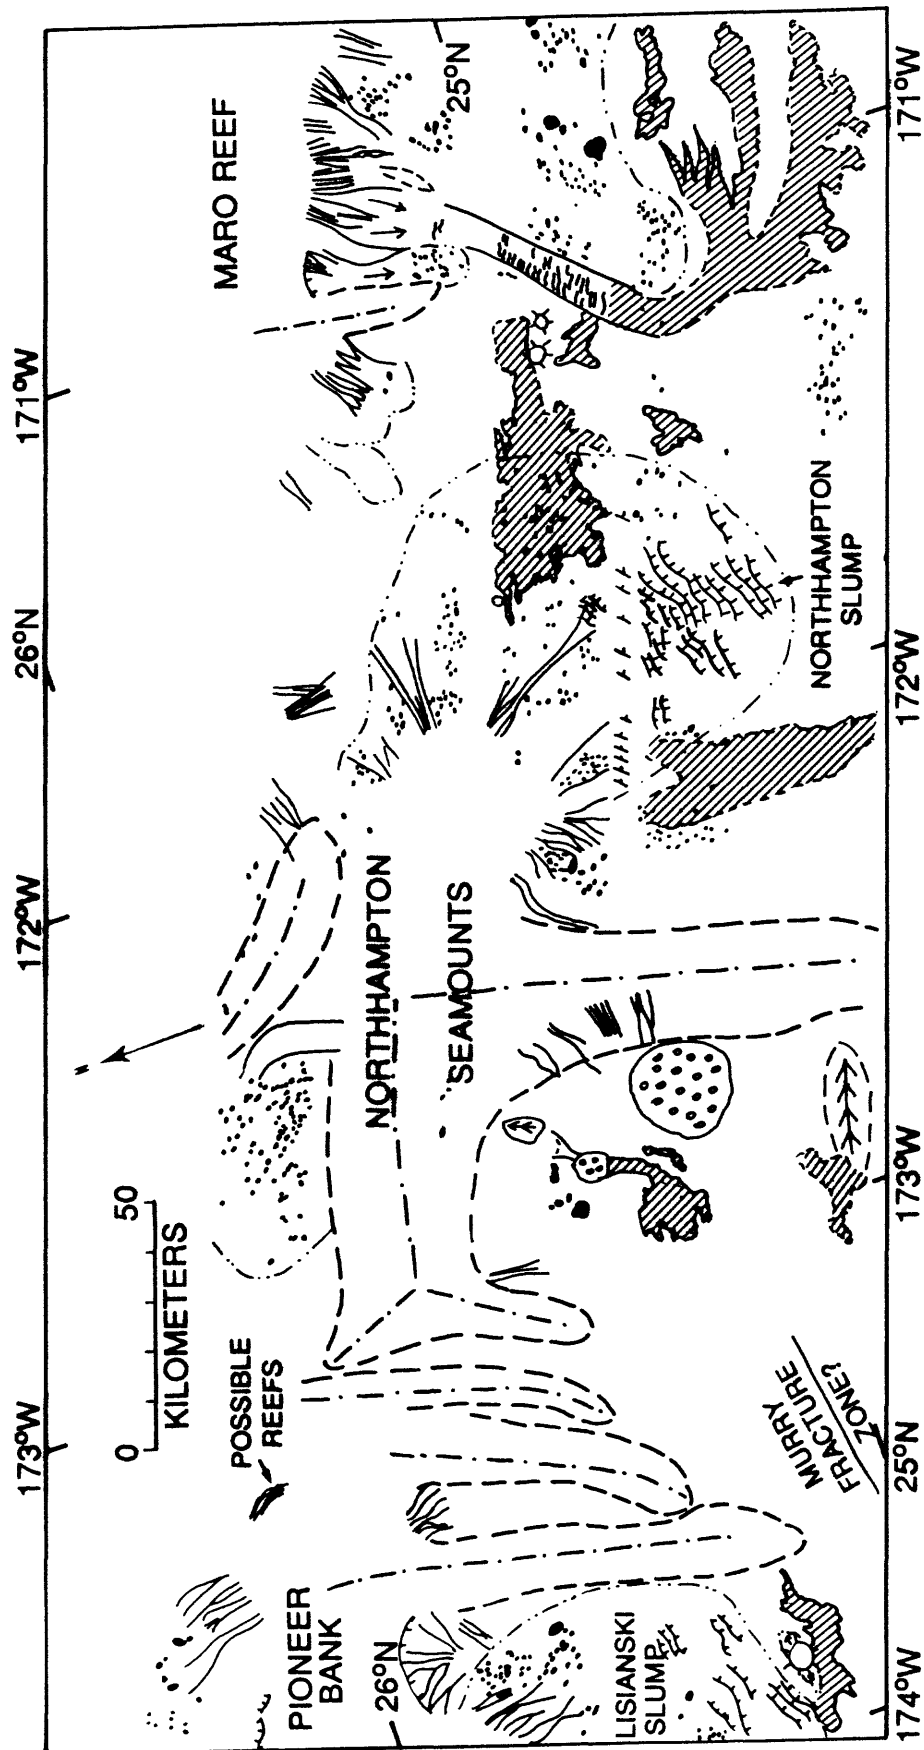 173°W
172°W
26°N
171°W
N
0
50
KILOMETERS
POSSIBLE
REEFS
MARO REEF
PIONEER
BANK
26°N
NORTHHAMPTON
SEAMOUNTS
25°N
LISIANSKI
SLUMP
MURRY
FRACTURE
ZONE?
NORTHHAMPTON
SLUMP
174°W
25°N
173°W
172°W
171°W